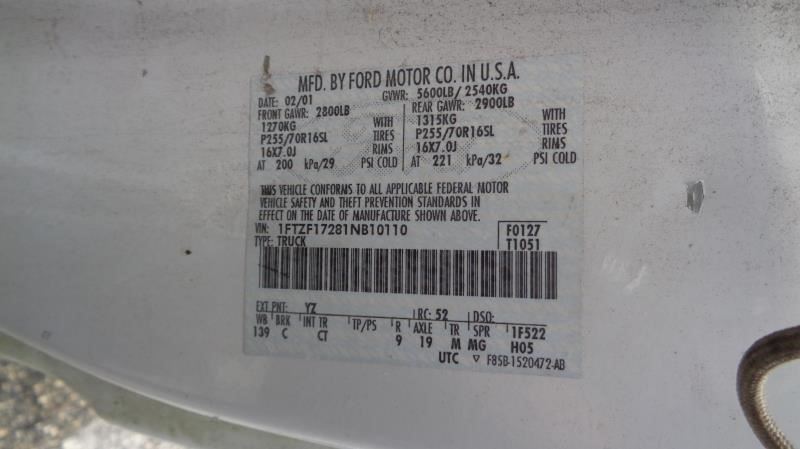 MFD. BY FORD MOTOR CO. IN U.S.A.
DATE: 02/01 GVWR: 5600LB/ 2540KG
FRONT GAWR: 2800LB REAR GAWR: 2900LB
1270KG WITH 1315KG WITH
P255/70R16SL TIRES P255/70R16SL TIRES
16X7.0J RIMS 16X7.0J RIMS
AT 200 kPa/29 PSI COLD AT 221 kPa/32 PSI COLD
THIS VEHICLE CONFORMS TO ALL APPLICABLE FEDERAL MOTOR
VEHICLE SAFETY AND THEFT PREVENTION STANDARDS IN
EFFECT ON THE DATE OF MANUFACTURE SHOWN ABOVE.
VIN: 1FTZF17281NB10110 F0127
TYPE: TRUCK T1051
EXT PNT: YZ RC: 52 DSO:
WB BRK INT TR TP/PS R AXLE TR SPR 1F522
139 C CT 9 19 M MG H05
UTC ▽ F85B-1520472-AB